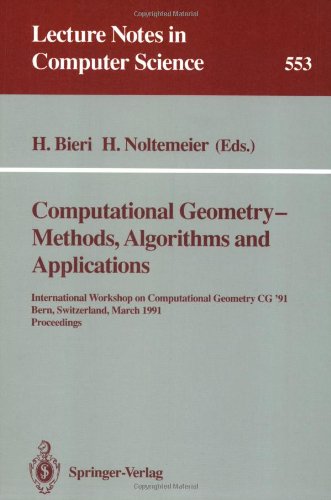 Lecture Notes in
Computer Science
553
H. Bieri H. Noltemeier (Eds.)
Computational Geometry–
Methods, Algorithms and
Applications
International Workshop on Computational Geometry CG '91
Bern, Switzerland, March 1991
Proceedings
Springer-Verlag